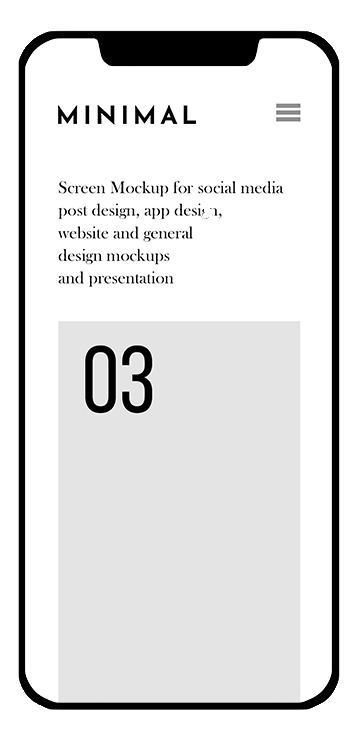 MINIMAL
Screen Mockup for social media
post design, app design,
website and general
design mockups
and presentation
03